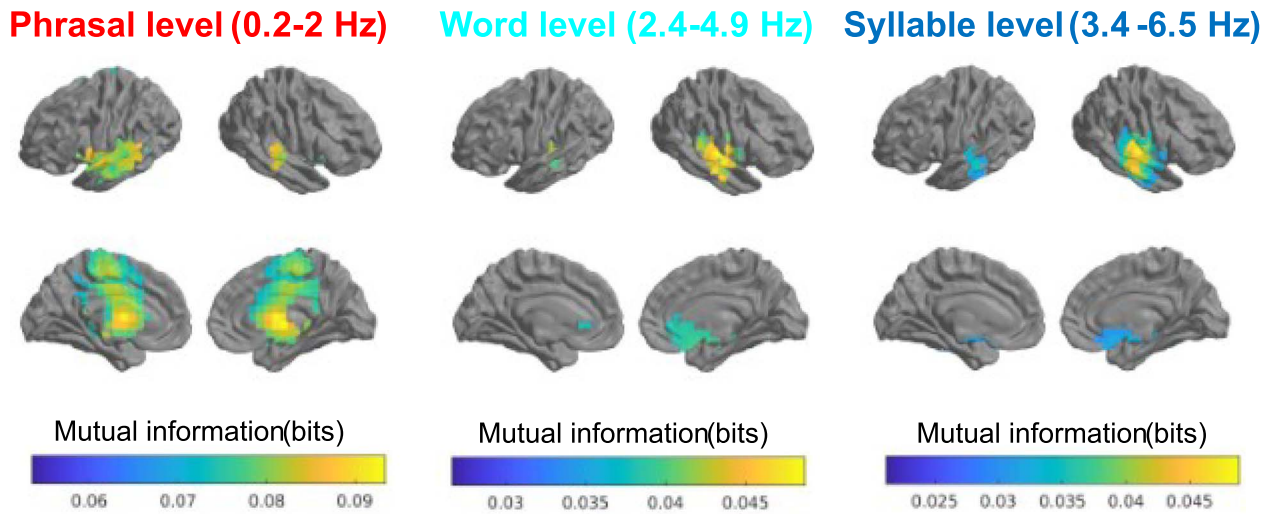 Phrasal level (0.2-2 Hz)
Word level (2.4-4.9 Hz)
Syllable level (3.4 -6.5 Hz)
Mutual information(bits)
Mutual information(bits)
Mutual information(bits)
0.06 0.07 0.08 0.09
0.03 0.035 0.04 0.045
0.025 0.03 0.035 0.04 0.045